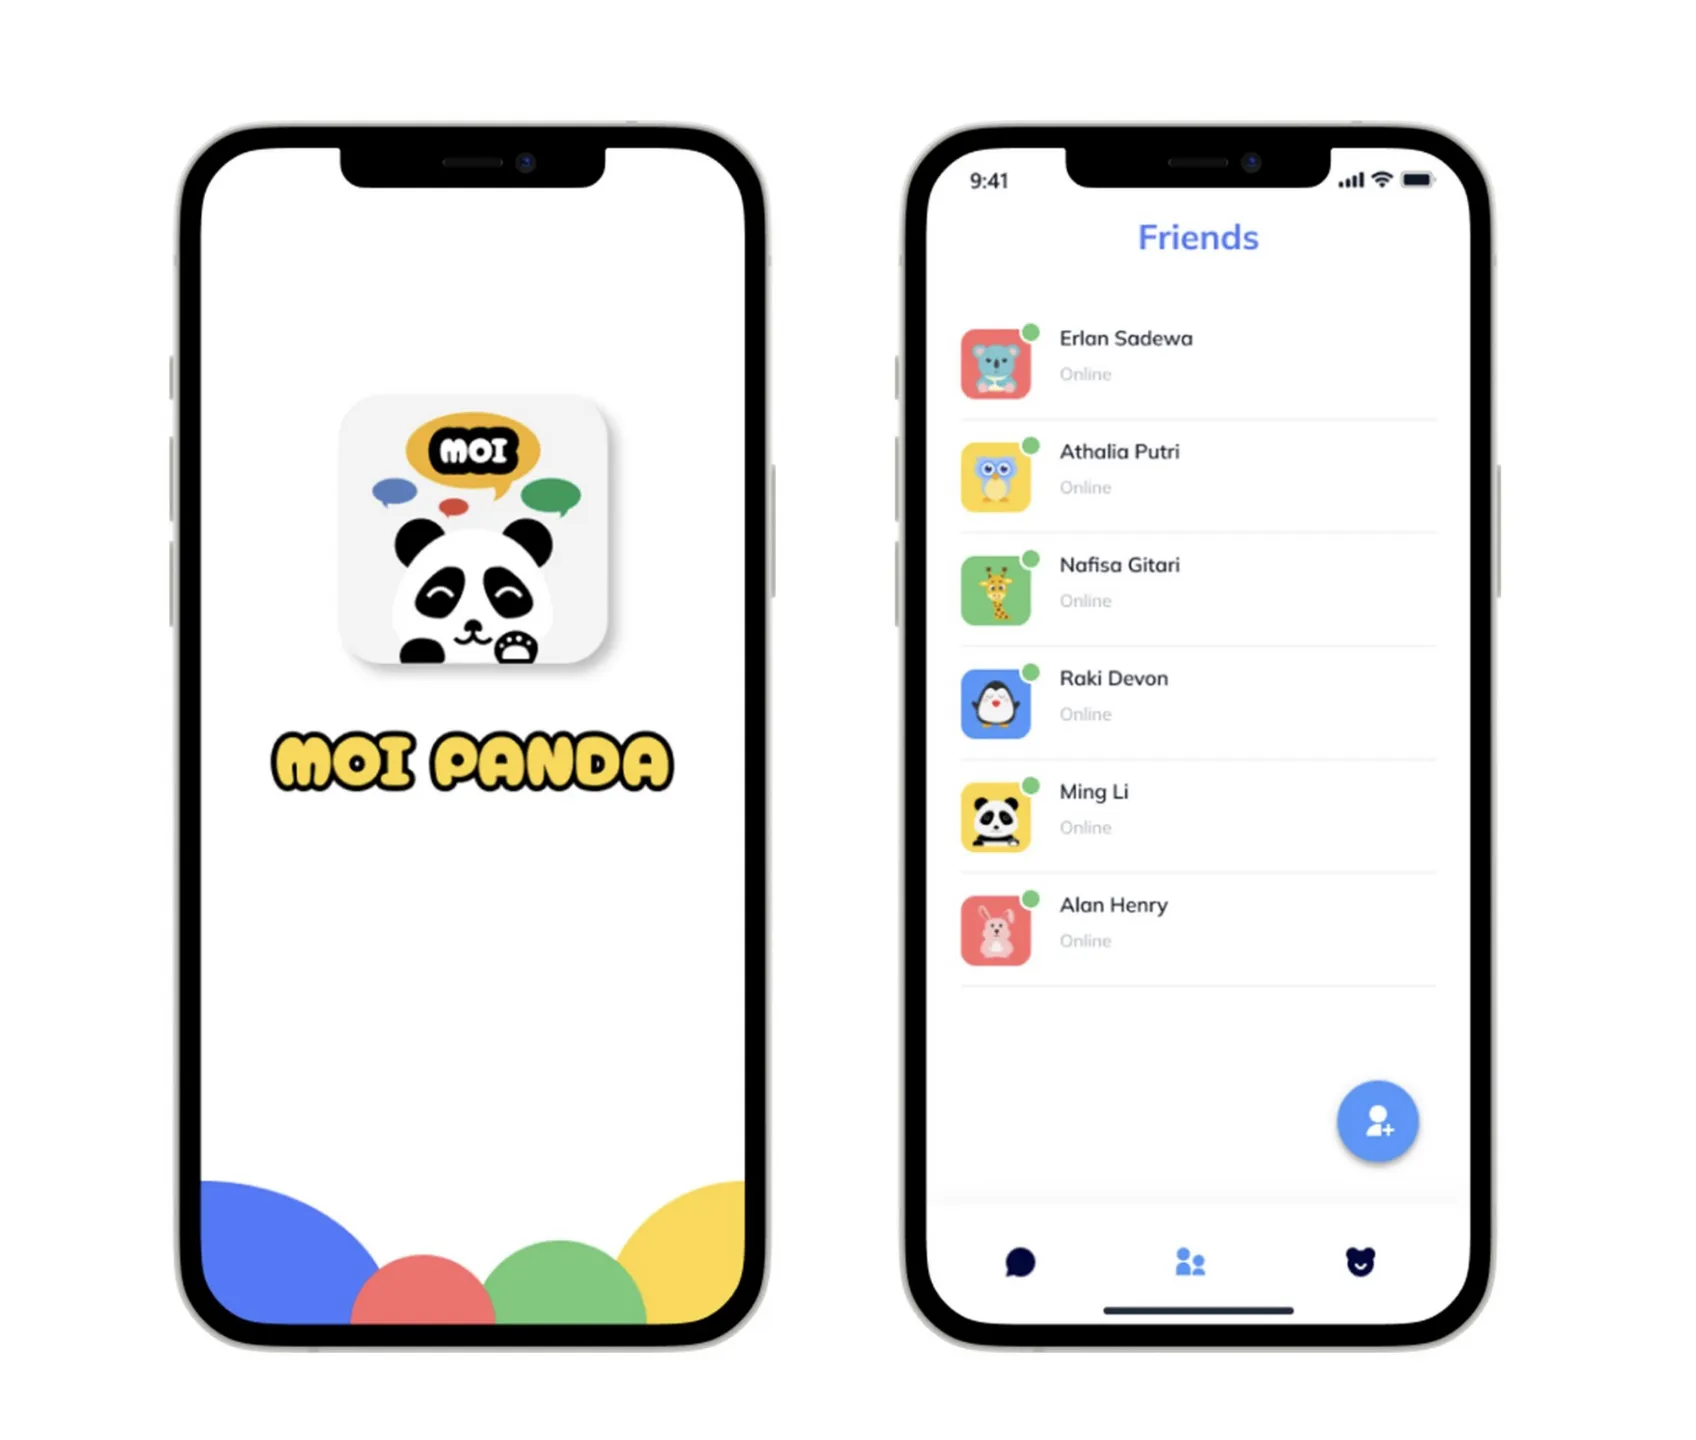 MOI
MOI PANDA
9:41
Friends
Erlan Sadewa
Online
Athalia Putri
Online
Nafisa Gitari
Online
Raki Devon
Online
Ming Li
Online
Alan Henry
Online